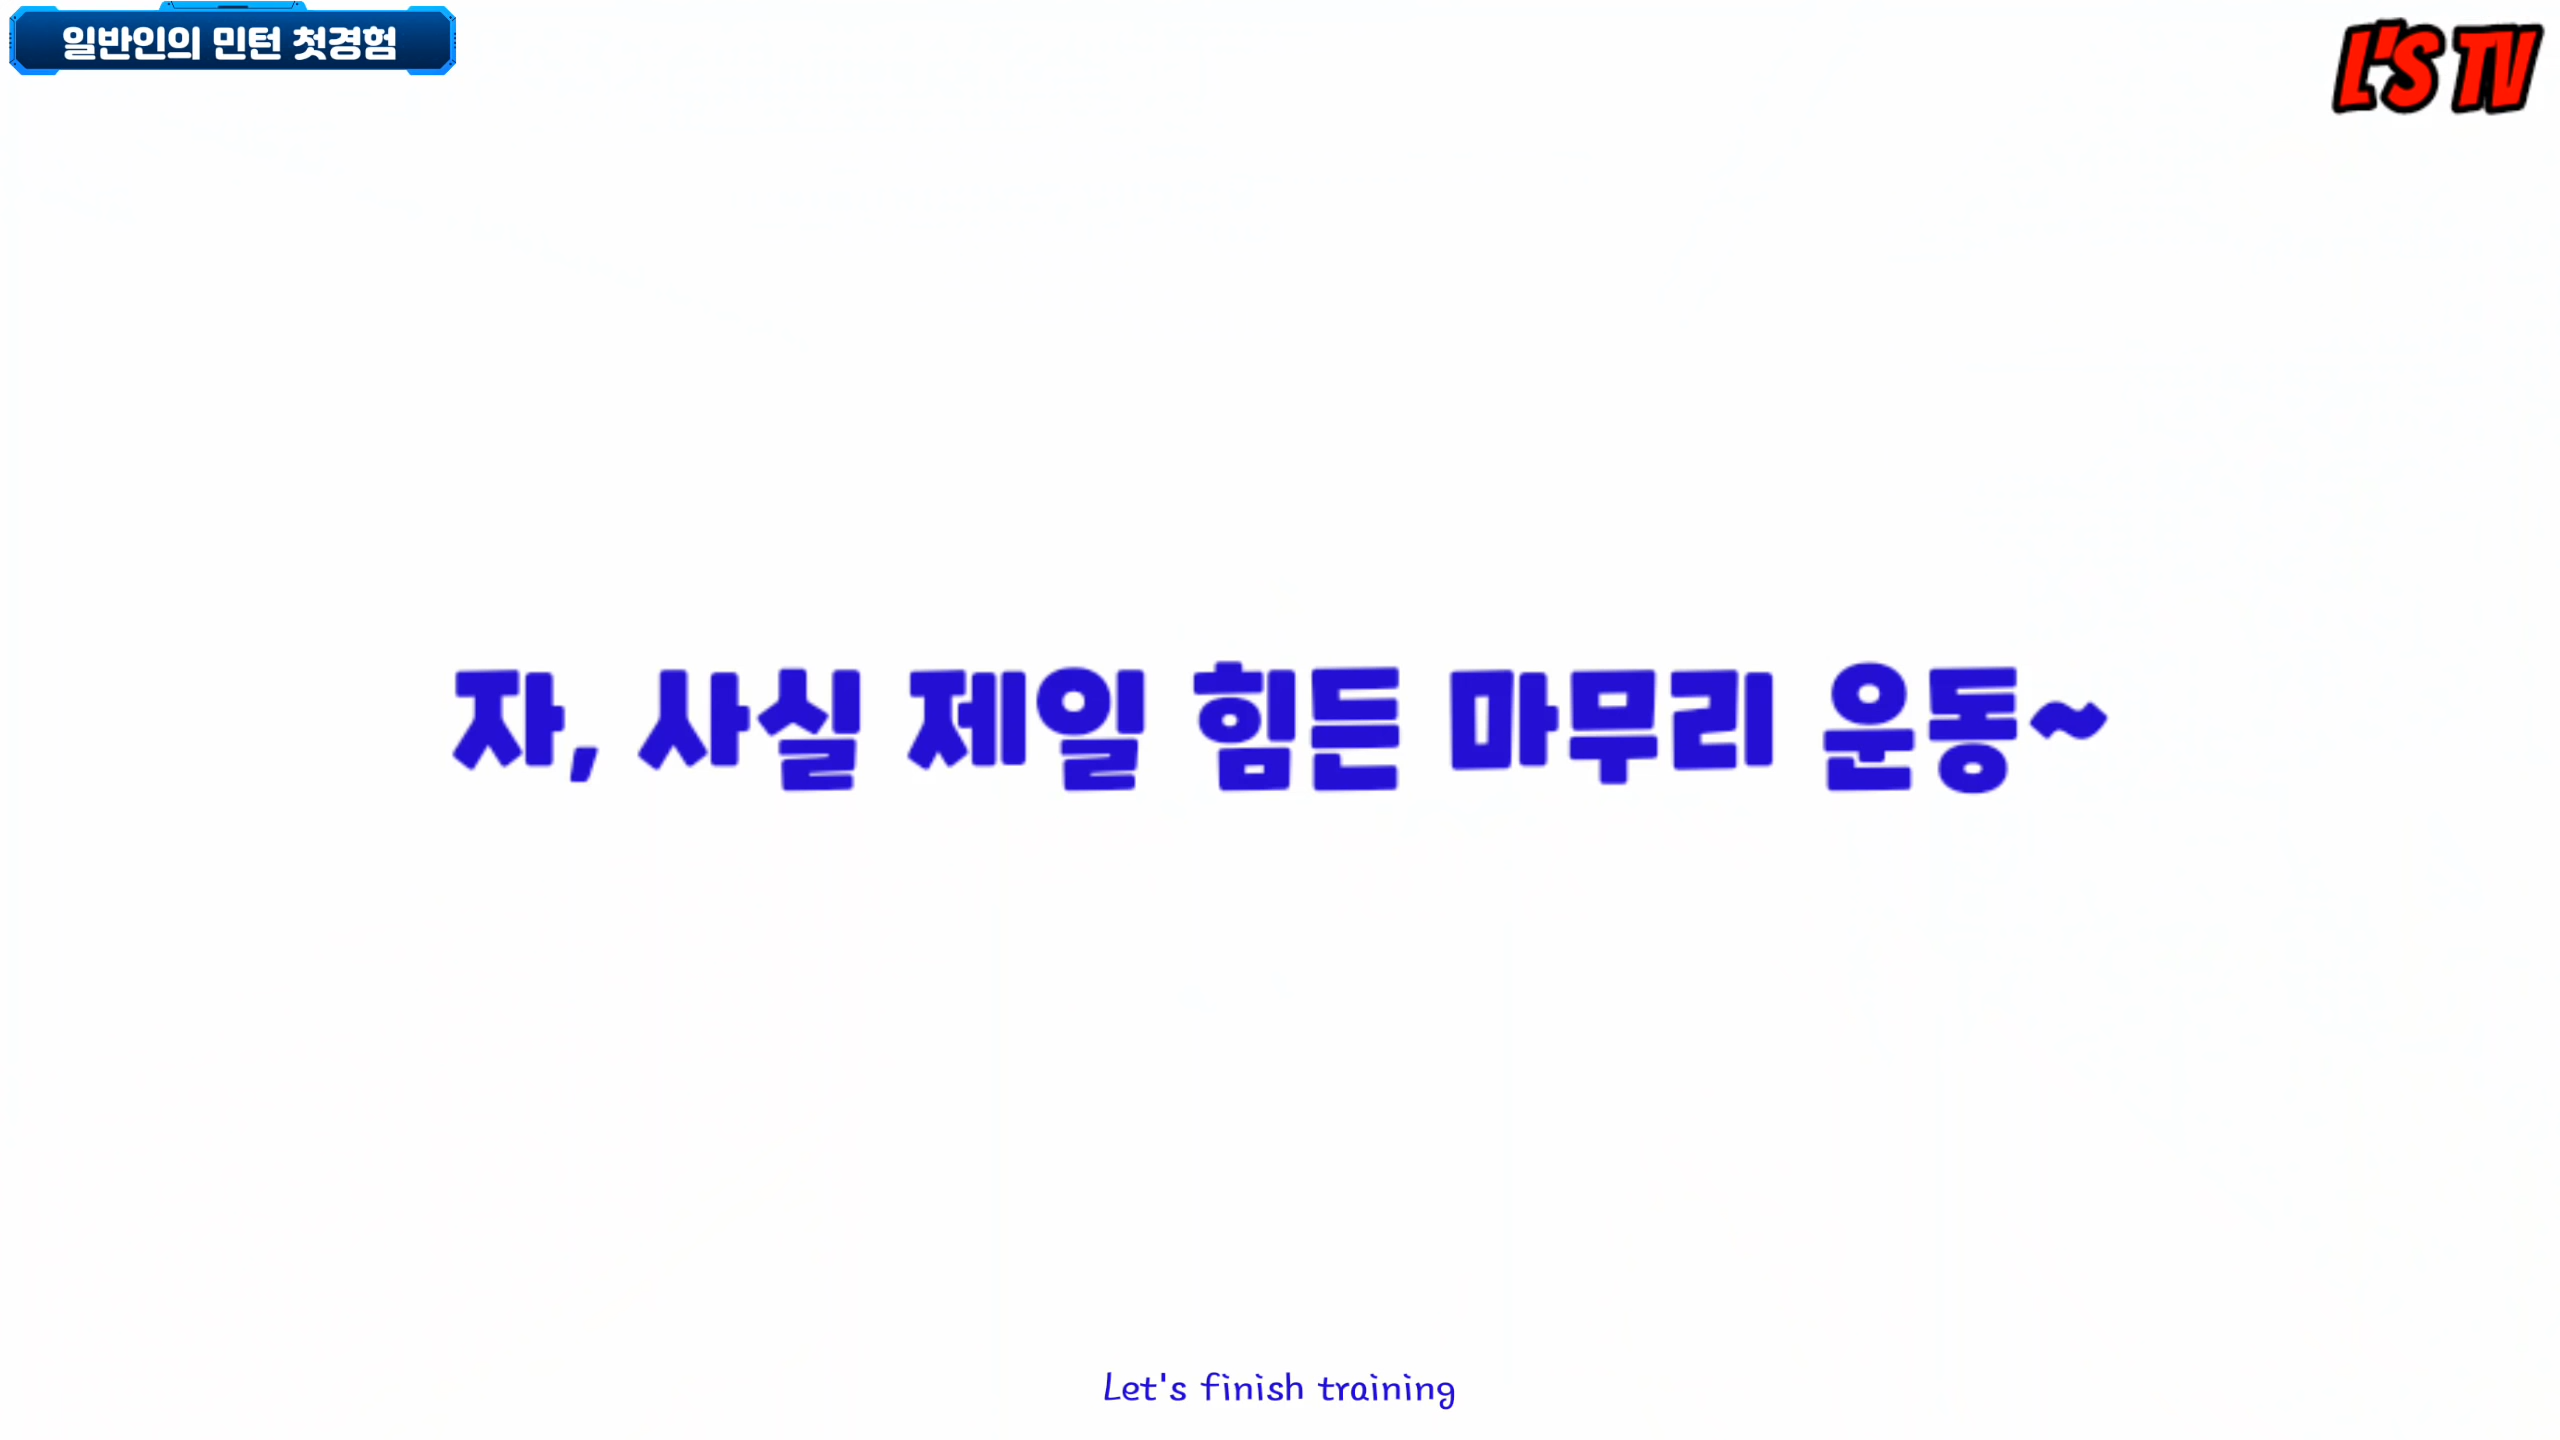 일반인의 민턴 첫경험
L'S TV
자, 사실 제일 힘든 마무리 운동~
Let's finish training